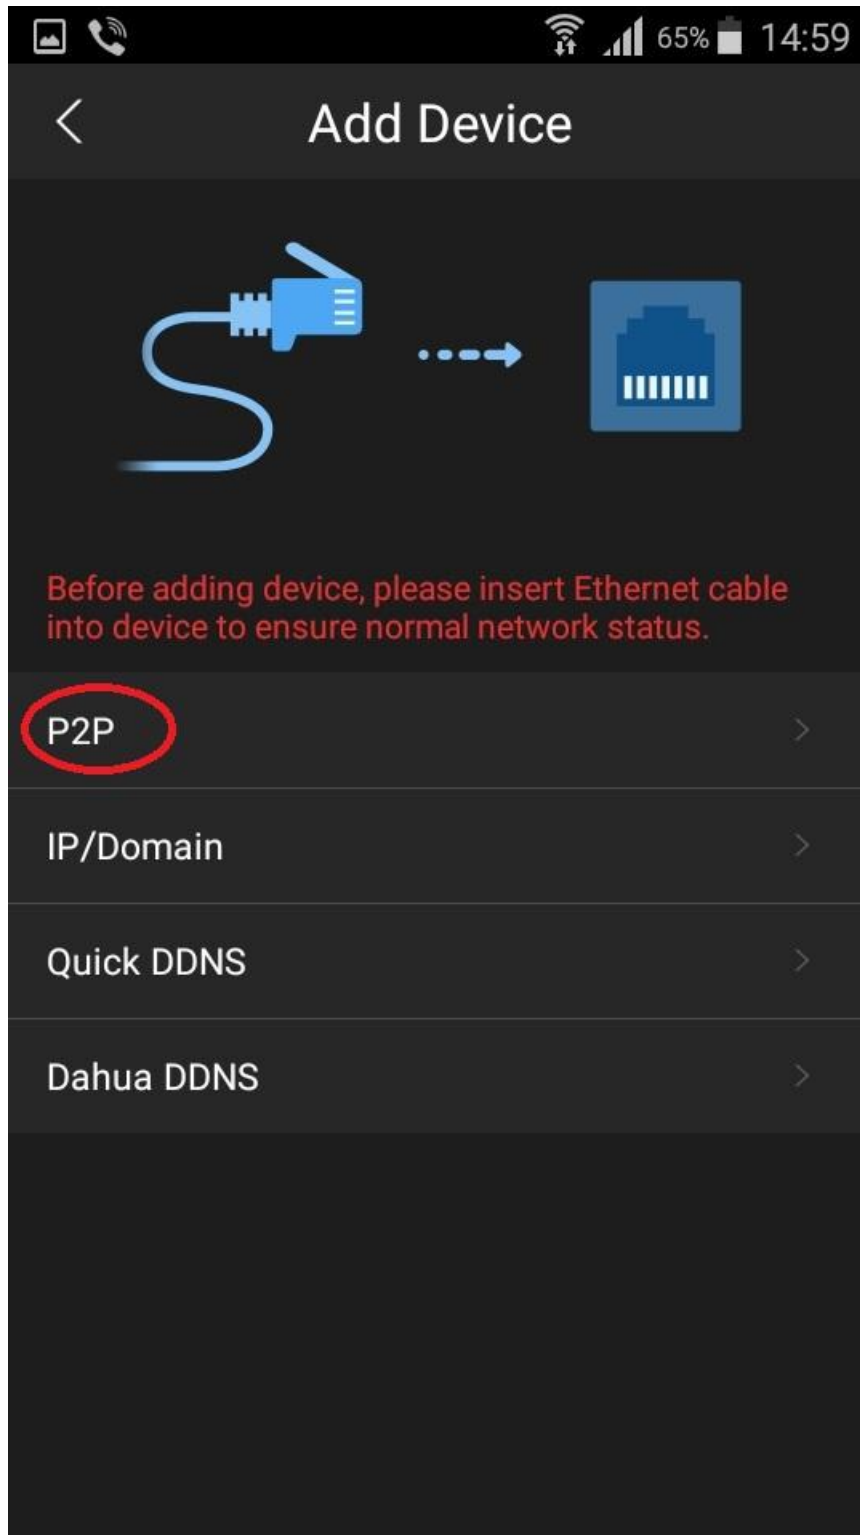 65% 14:59
Add Device
Before adding device, please insert Ethernet cable
into device to ensure normal network status.
P2P
IP/Domain
Quick DDNS
Dahua DDNS